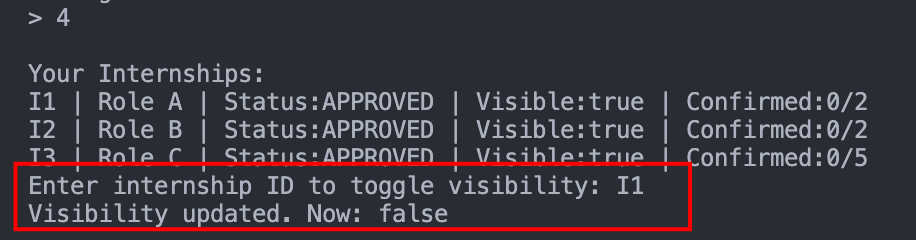 > 4
Your Internships:
I1 | Role A | Status:APPROVED | Visible:true | Confirmed:0/2
I2 | Role B | Status:APPROVED | Visible:true | Confirmed:0/2
I3 | Role C | Status:APPROVED | Visible:true | Confirmed:0/5
Enter internship ID to toggle visibility: I1
Visibility updated. Now: false